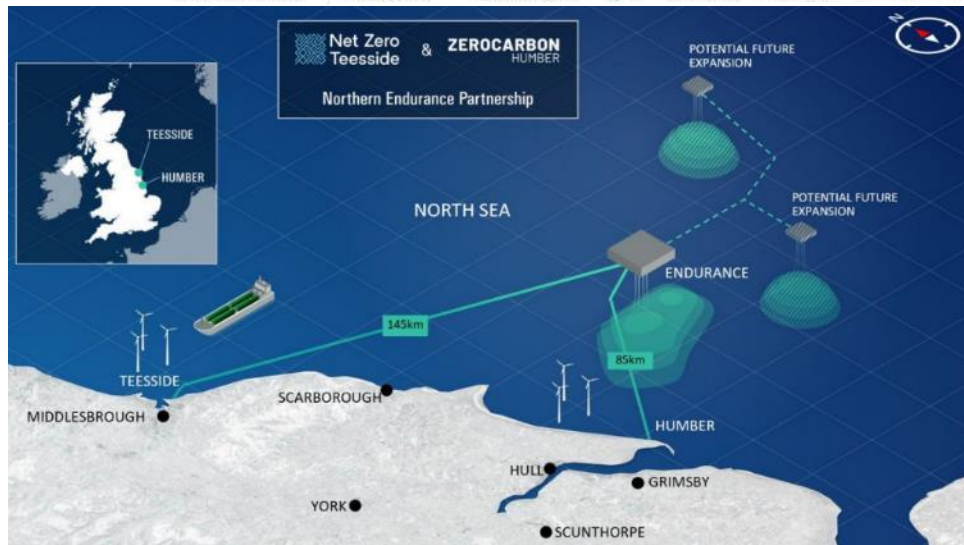 Net Zero
Teesside
&
ZEROCARBON
HUMBER
Northern Endurance Partnership
N
POTENTIAL FUTURE
EXPANSION
TEESSIDE
HUMBER
NORTH SEA
POTENTIAL FUTURE
EXPANSION
ENDURANCE
145km
85km
TEESSIDE
SCARBOROUGH
MIDDLESBROUGH
HUMBER
HULL
GRIMSBY
YORK
SCUNTHORPE